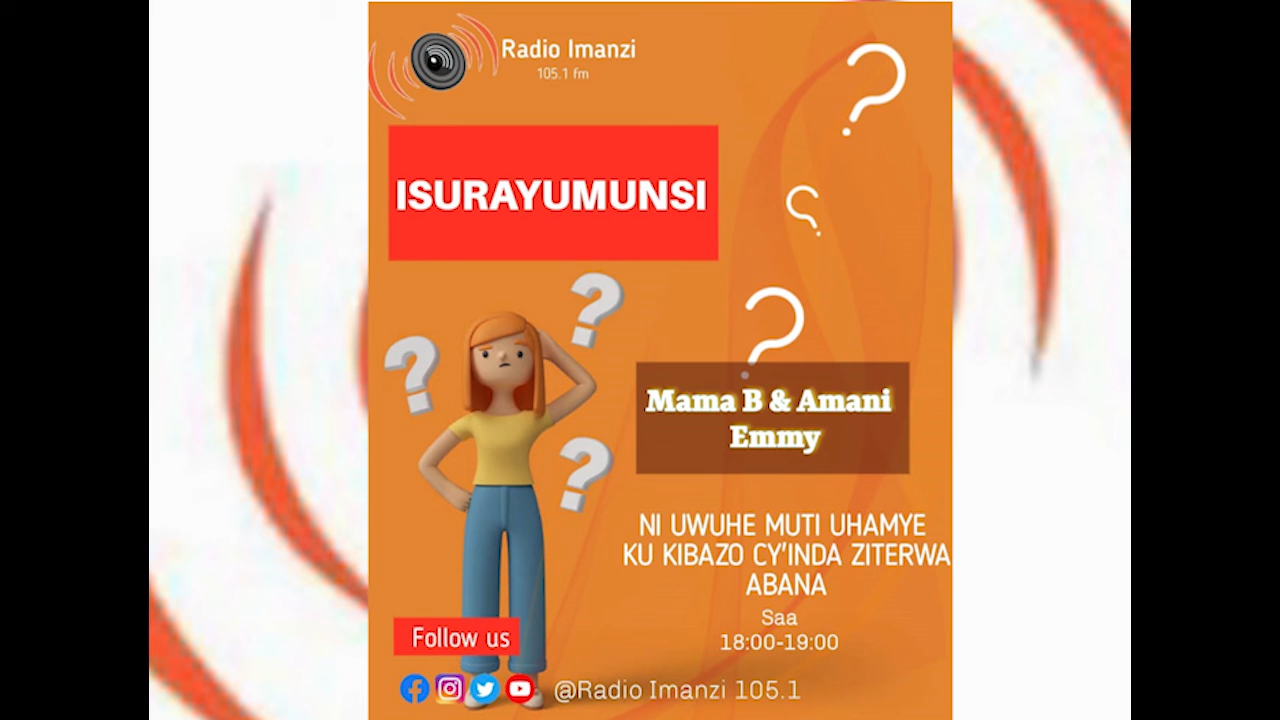 Radio Imanzi
105.1 fm
ISURAYUMUNSI
Mama B & Amani
Emmy
NI UWUHE MUTI UHAMYE
KU KIBAZO CY'INDA ZITERWA
ABANA
Saa
18:00-19:00
Follow us
@Radio Imanzi 105.1